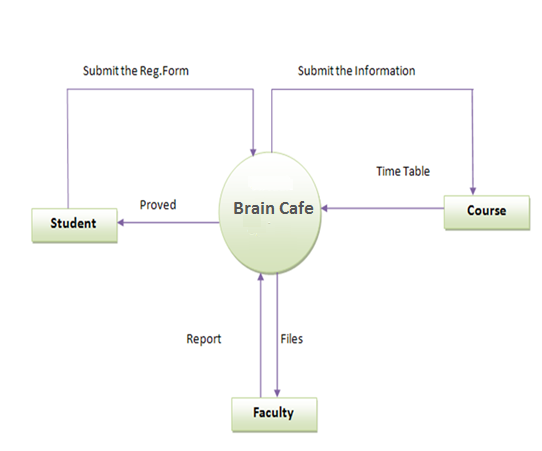 Submit the Reg.Form
Submit the Information
Time Table
Proved
Brain Cafe
Student
Course
Report
Files
Faculty